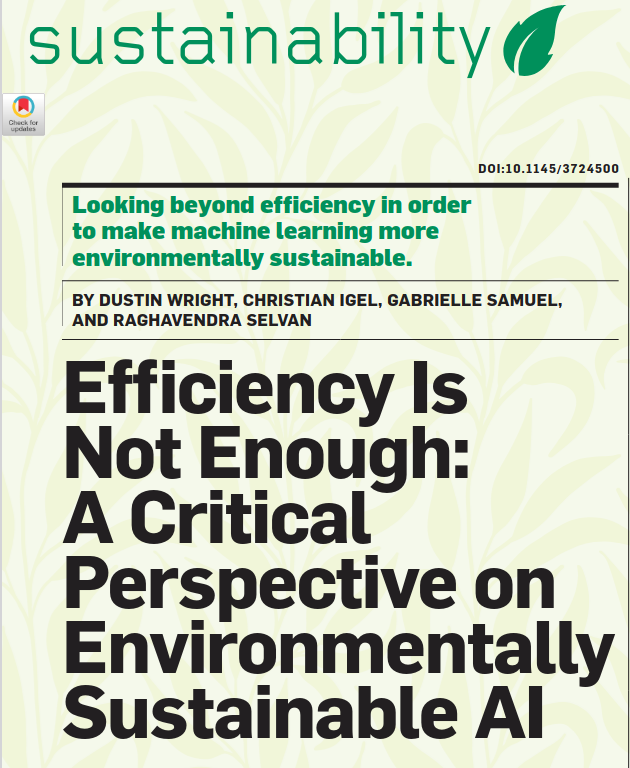 sustainability
Check for
updates
DOI:10.1145/3724500
Looking beyond efficiency in order
to make machine learning more
environmentally sustainable.
BY DUSTIN WRIGHT, CHRISTIAN IGEL, GABRIELLE SAMUEL,
AND RAGHAVENDRA SELVAN
Efficiency Is
Not Enough:
A Critical
Perspective on
Environmentally
Sustainable AI